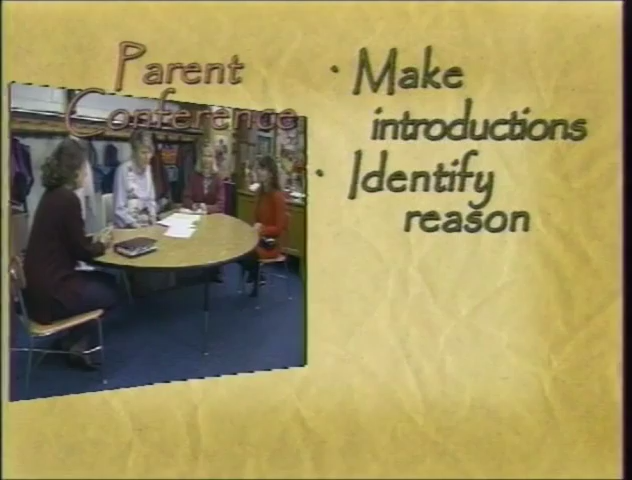 Parent
Conference
· Make
introductions
· Identify
reason